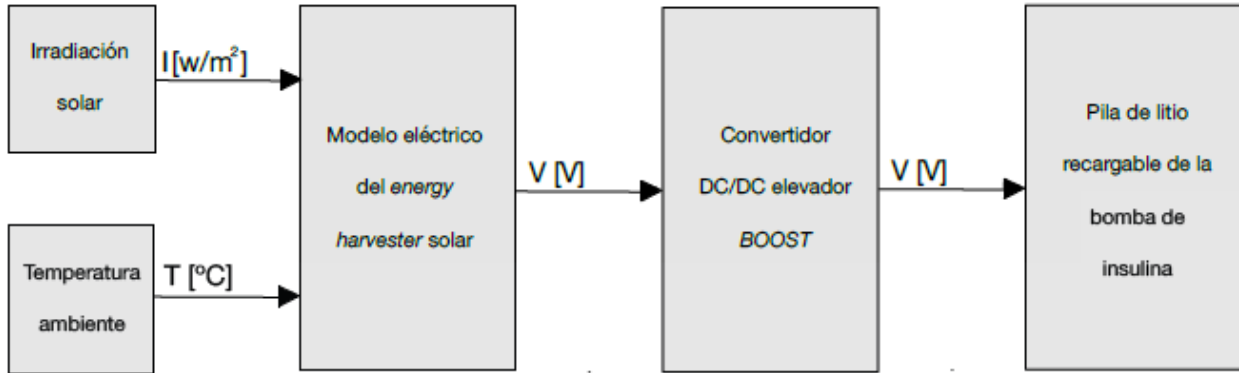 Irradiación
solar
I [w/m²]
Temperatura
ambiente
T [ºC]
Modelo eléctrico
del energy
harvester solar
V [V]
Convertidor
DC/DC elevador
BOOST
V [V]
Pila de litio
recargable de la
bomba de
insulina